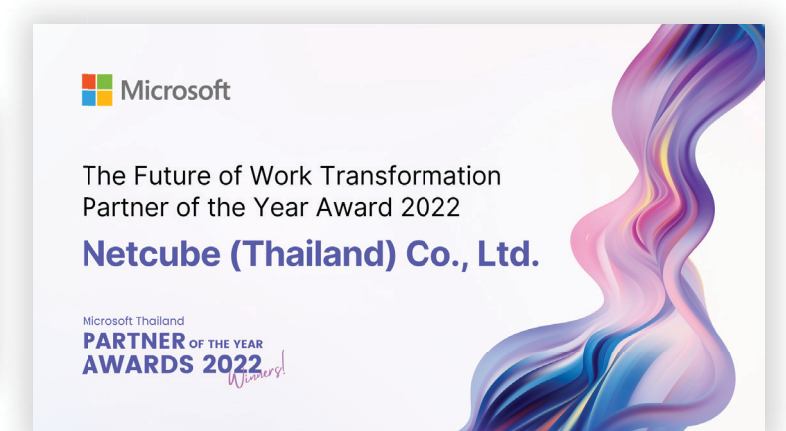 Microsoft
The Future of Work Transformation
Partner of the Year Award 2022
Netcube (Thailand) Co., Ltd.
Microsoft Thailand
PARTNER OF THE YEAR
AWARDS 2022
Winners!